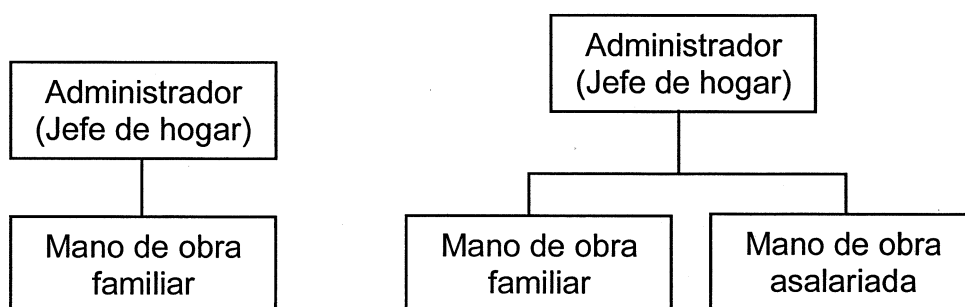 Administrador
(Jefe de hogar)
Mano de obra
familiar
Administrador
(Jefe de hogar)
Mano de obra
familiar
Mano de obra
asalariada